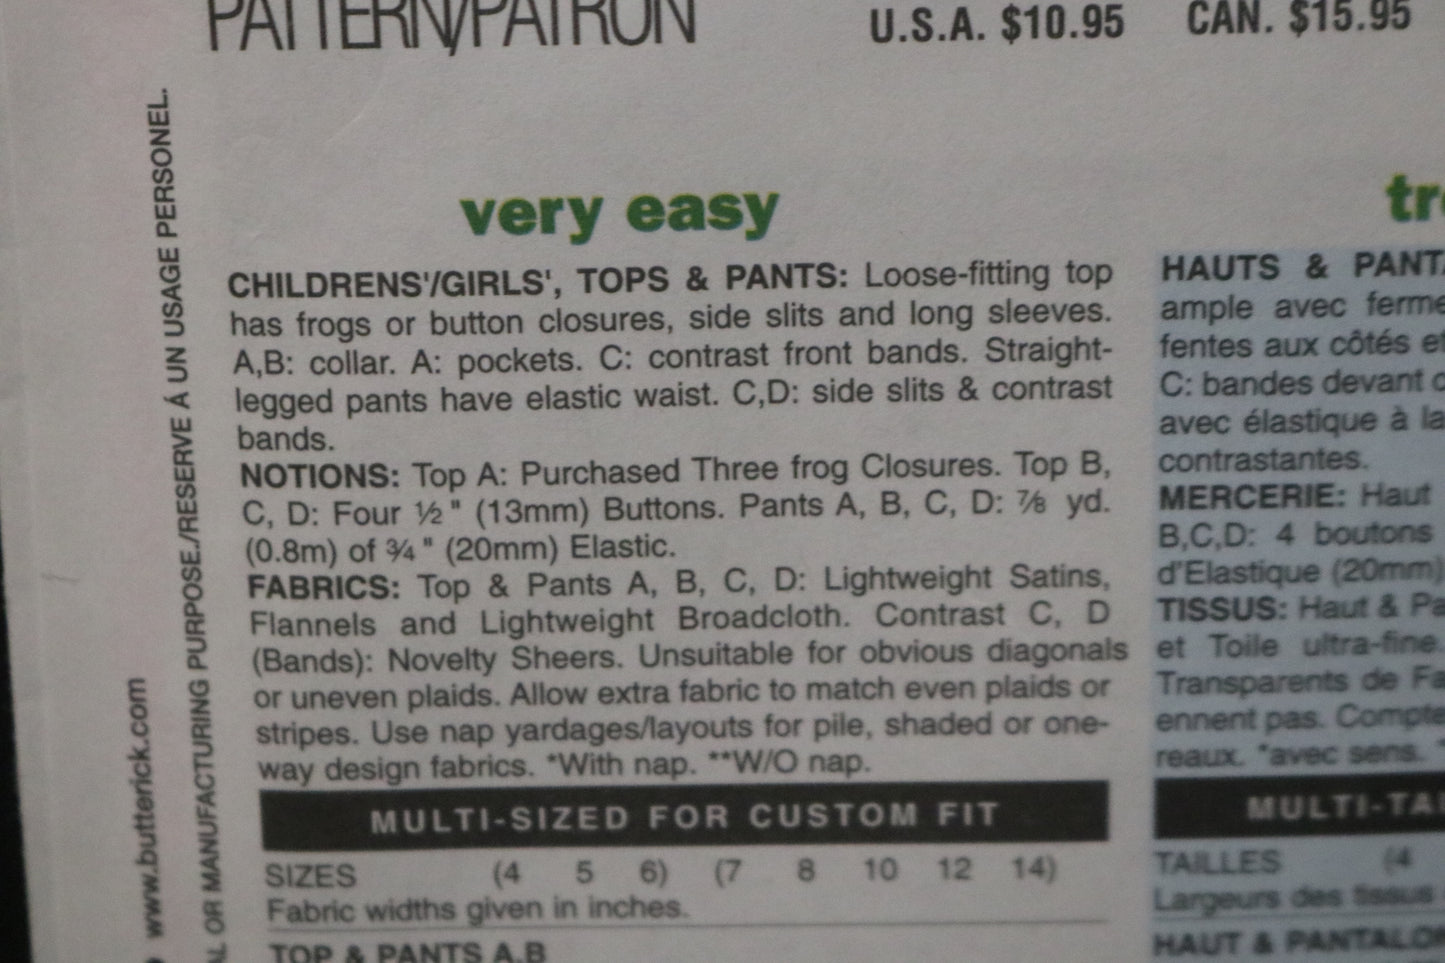 PATTERN/PATRON
U.S.A. $10.95 CAN. $15.95
very easy
CHILDRENS'/GIRLS', TOPS & PANTS: Loose-fitting top
has frogs or button closures, side slits and long sleeves.
A,B: collar. A: pockets. C: contrast front bands. Straight-
legged pants have elastic waist. C,D: side slits & contrast
bands.
NOTIONS: Top A: Purchased Three frog Closures. Top B,
C, D: Four ½" (13mm) Buttons. Pants A, B, C, D: ⅞ yd.
(0.8m) of ¾" (20mm) Elastic.
FABRICS: Top & Pants A, B, C, D: Lightweight Satins,
Flannels and Lightweight Broadcloth. Contrast C, D
(Bands): Novelty Sheers. Unsuitable for obvious diagonals
or uneven plaids. Allow extra fabric to match even plaids or
stripes. Use nap yardages/layouts for pile, shaded or one-
way design fabrics. *With nap. **W/O nap.
MULTI-SIZED FOR CUSTOM FIT
SIZES (4 5 6) (7 8 10 12 14)
Fabric widths given in inches.
TOP & PANTS A,B
HAUTS & PANT
ample avec ferme
fentes aux côtés et
C: bandes devant
avec élastique à la
contrastantes.
MERCERIE: Haut
B,C,D: 4 boutons
d'Elastique (20mm)
TISSUS: Haut & Pa
et Toile ultra-fine.
Transparents de Fa
ennent pas. Compte
reaux. *avec sens.
MULTI-TA
TAILLES (4
Largeurs des tissus
HAUT & PANTALO
www.butterick.com
OR MANUFACTURING PURPOSE./RESERVE Á UN USAGE PERSONEL.